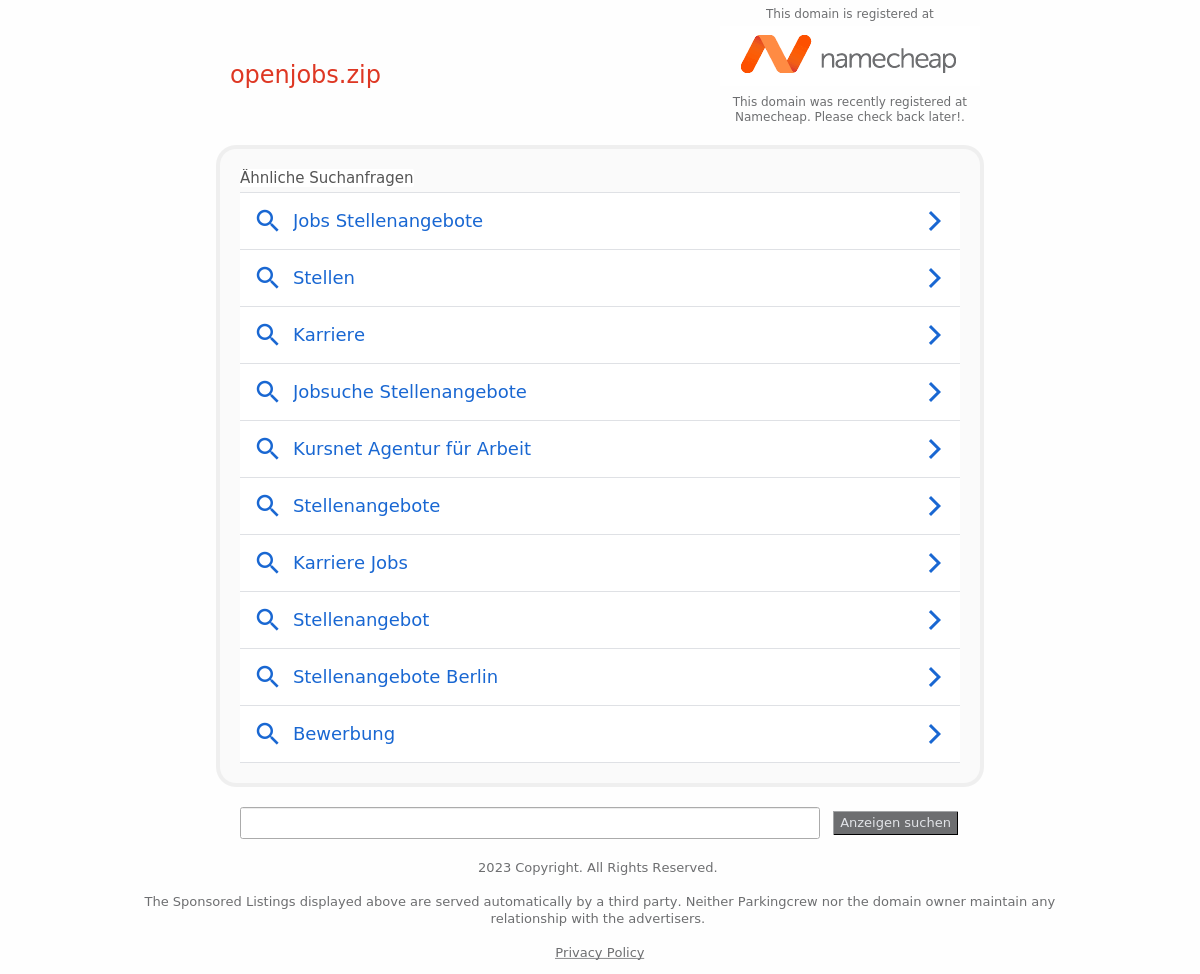 This domain is registered at
namecheap
openjobs.zip
This domain was recently registered at
Namecheap. Please check back later!.
Ähnliche Suchanfragen
Jobs Stellenangebote
Stellen
Karriere
Jobsuche Stellenangebote
Kursnet Agentur für Arbeit
Stellenangebote
Karriere Jobs
Stellenangebot
Stellenangebote Berlin
Bewerbung
Anzeigen suchen
2023 Copyright. All Rights Reserved.
The Sponsored Listings displayed above are served automatically by a third party. Neither Parkingcrew nor the domain owner maintain any
relationship with the advertisers.
Privacy Policy